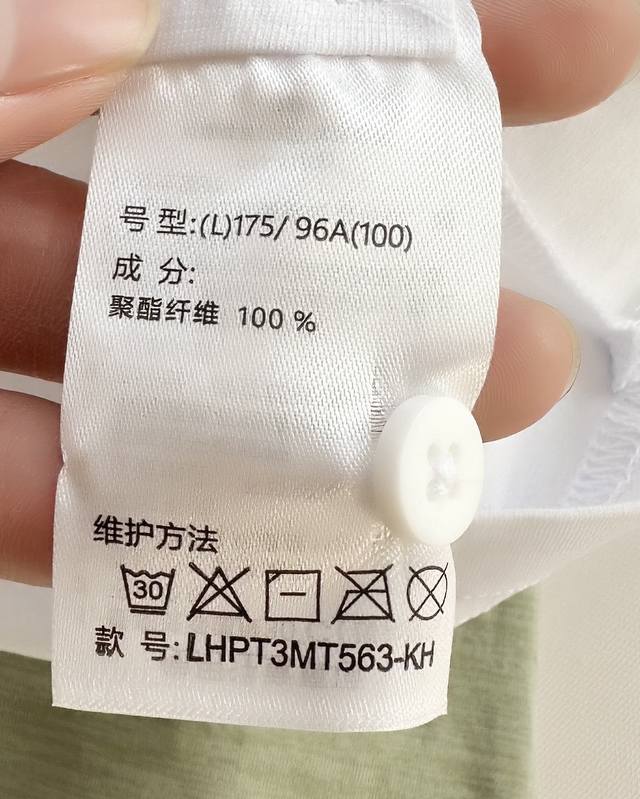 号 型:(L)175/ 96A(100)
成 分:
聚酯纤维 100 %
维护方法
30
款 号:LHPT3MT563-KH